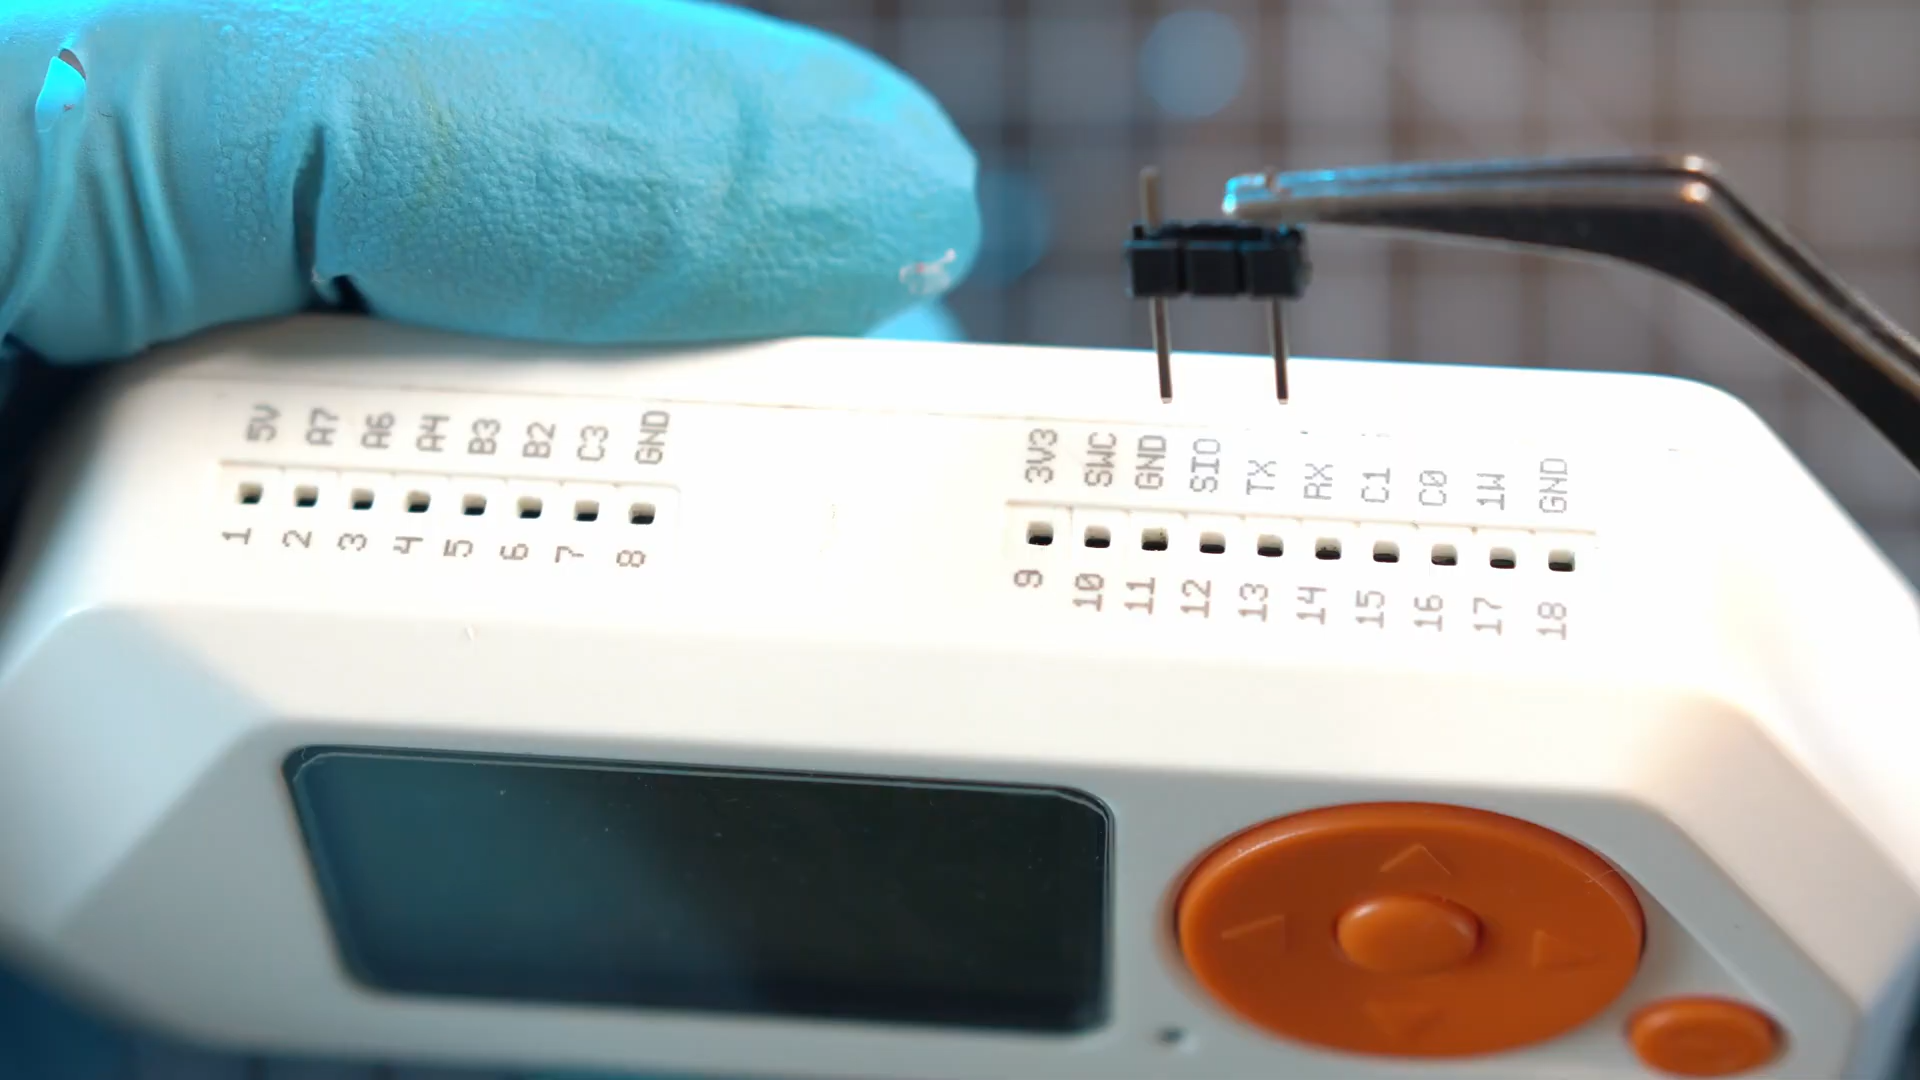 5V A7 A6 A4 B3 B2 C3 GND
1 2 3 4 5 6 7 8
3V3 SWC GND SIO TX RX C1 C0 1W GND
9 10 11 12 13 14 15 16 17 18